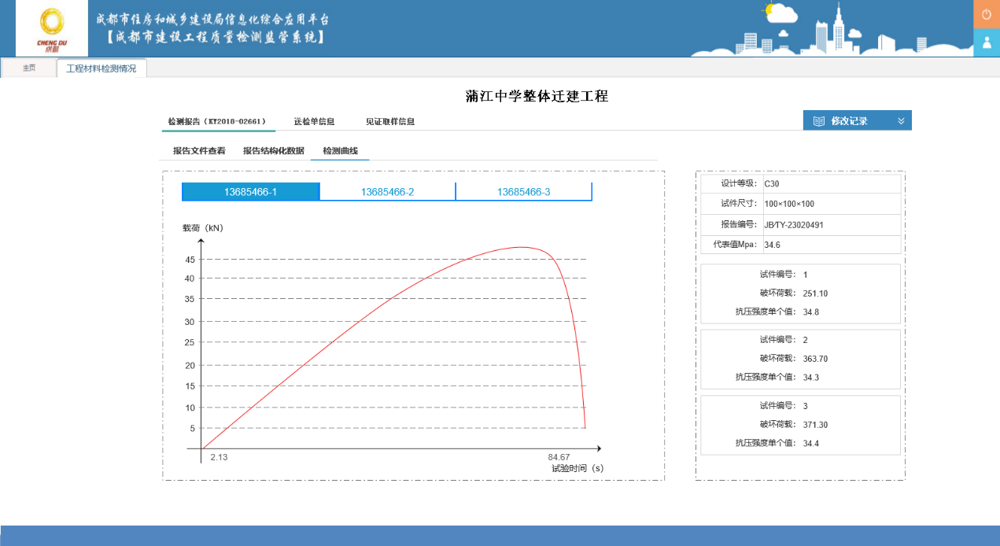 成都市住房和城乡建设局信息化综合应用平台
【成都市建设工程质量检测监管系统】
CHENG DU
成都
主页 工程材料检测情况
蒲江中学整体迁建工程
检测报告（KY2018-02661） 送检单信息 见证取样信息
修改记录
报告文件查看 报告结构化数据 检测曲线
13685466-1 13685466-2 13685466-3
载荷（kN）
45
40
35
30
25
20
15
10
5
2.13 84.67
试验时间（s）
设计等级： C30
试件尺寸： 100×100×100
报告编号： JB/TY-23020491
代表值Mpa： 34.6
试件编号： 1
破坏荷载： 251.10
抗压强度单个值： 34.8
试件编号： 2
破坏荷载： 363.70
抗压强度单个值： 34.3
试件编号： 3
破坏荷载： 371.30
抗压强度单个值： 34.4